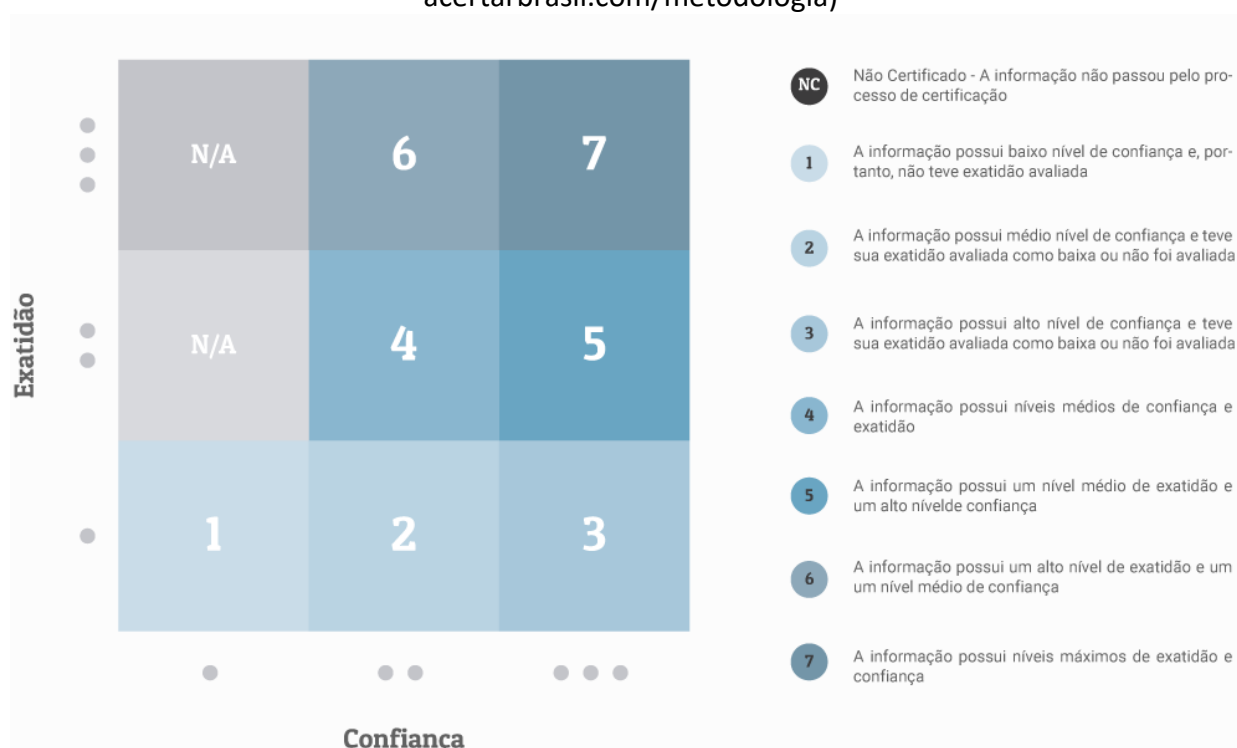 acertarbrasil.com/metodologia)
N/A 6 7
N/A 4 5
1 2 3
Exatidão
Confiança
NC
Não Certificado - A informação não passou pelo pro-
cesso de certificação
1
A informação possui baixo nível de confiança e, por-
tanto, não teve exatidão avaliada
2
A informação possui médio nível de confiança e teve
sua exatidão avaliada como baixa ou não foi avaliada
3
A informação possui alto nível de confiança e teve
sua exatidão avaliada como baixa ou não foi avaliada
4
A informação possui níveis médios de confiança e
exatidão
5
A informação possui um nível médio de exatidão e
um alto nívelde confiança
6
A informação possui um alto nível de exatidão e um
um nível médio de confiança
7
A informação possui níveis máximos de exatidão e
confiança